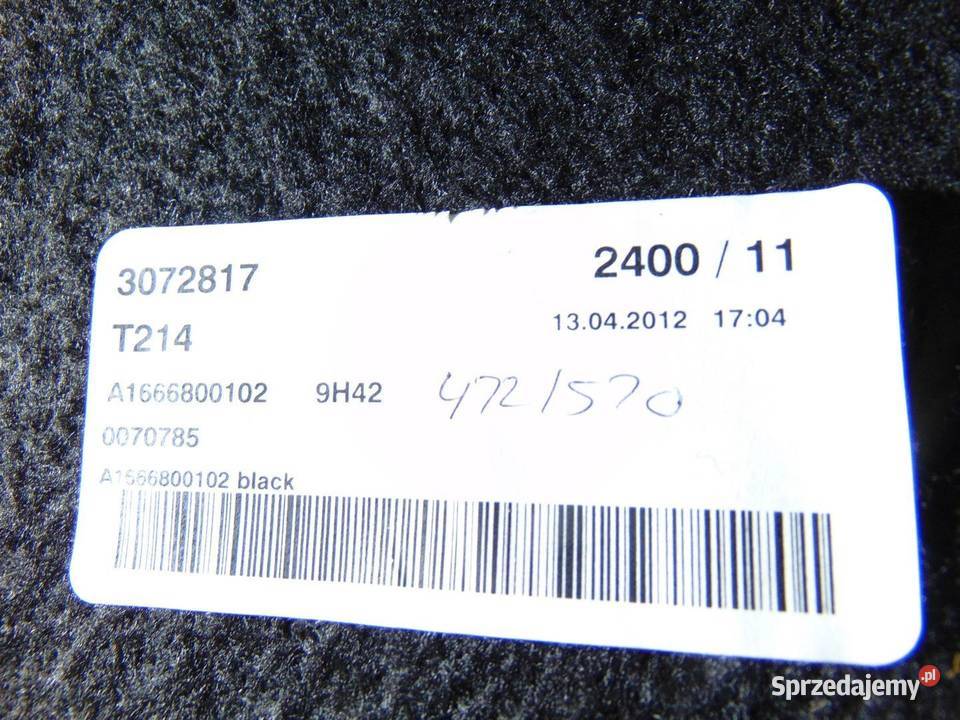 3072817 2400 / 11
T214 13.04.2012 17:04
A1666800102 9H42 472/570
0070785
A1666800102 black
Sprzedajemy.pl